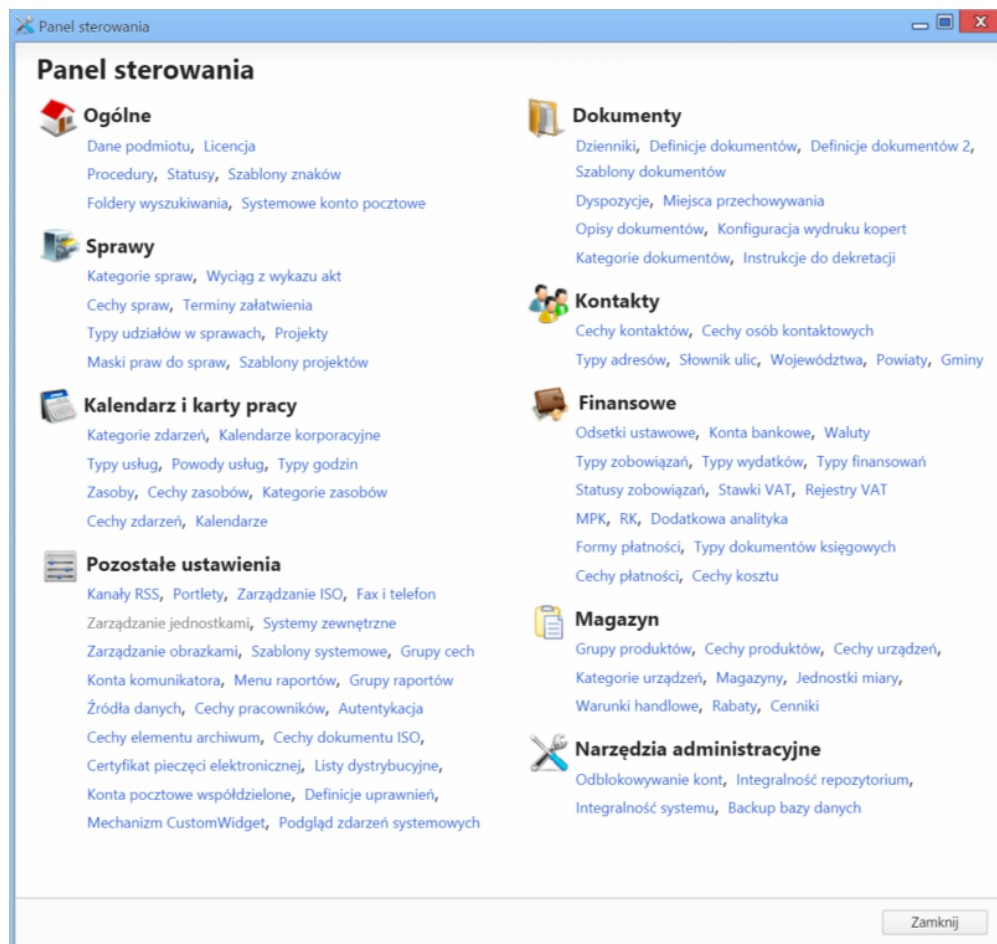 Panel sterowania
Panel sterowania
Ogólne
Dane podmiotu, Licencja
Procedury, Statusy, Szablony znaków
Foldery wyszukiwania, Systemowe konto pocztowe
Sprawy
Kategorie spraw, Wyciąg z wykazu akt
Cechy spraw, Terminy załatwienia
Typy udziałów w sprawach, Projekty
Maski praw do spraw, Szablony projektów
Kalendarz i karty pracy
Kategorie zdarzeń, Kalendarze korporacyjne
Typy usług, Powody usług, Typy godzin
Zasoby, Cechy zasobów, Kategorie zasobów
Cechy zdarzeń, Kalendarze
Pozostałe ustawienia
Kanały RSS, Portlety, Zarządzanie ISO, Fax i telefon
Zarządzanie jednostkami, Systemy zewnętrzne
Zarządzanie obrazkami, Szablony systemowe, Grupy cech
Konta komunikatora, Menu raportów, Grupy raportów
Źródła danych, Cechy pracowników, Autentykacja
Cechy elementu archiwum, Cechy dokumentu ISO,
Certyfikat pieczęci elektronicznej, Listy dystrybucyjne,
Konta pocztowe współdzielone, Definicje uprawnień,
Mechanizm CustomWidget, Podgląd zdarzeń systemowych
Dokumenty
Dzienniki, Definicje dokumentów, Definicje dokumentów 2,
Szablony dokumentów
Dyspozycje, Miejsca przechowywania
Opisy dokumentów, Konfiguracja wydruku kopert
Kategorie dokumentów, Instrukcje do dekretacji
Kontakty
Cechy kontaktów, Cechy osób kontaktowych
Typy adresów, Słownik ulic, Województwa, Powiaty, Gminy
Finansowe
Odsetki ustawowe, Konta bankowe, Waluty
Typy zobowiązań, Typy wydatków, Typy finansowań
Statusy zobowiązań, Stawki VAT, Rejestry VAT
MPK, RK, Dodatkowa analityka
Formy płatności, Typy dokumentów księgowych
Cechy płatności, Cechy kosztu
Magazyn
Grupy produktów, Cechy produktów, Cechy urządzeń,
Kategorie urządzeń, Magazyny, Jednostki miary,
Warunki handlowe, Rabaty, Cenniki
Narzędzia administracyjne
Odblokowywanie kont, Integralność repozytorium,
Integralność systemu, Backup bazy danych
Zamknij